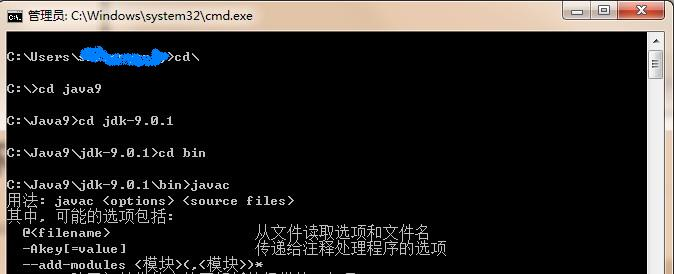 管理员: C:\Windows\system32\cmd.exe
C:\Users\s>cd\
C:\>cd java9
C:\Java9>cd jdk-9.0.1
C:\Java9\jdk-9.0.1>cd bin
C:\Java9\jdk-9.0.1\bin>javac
用法: javac <options> <source files>
其中, 可能的选项包括:
@<filename> 从文件读取选项和文件名
-Akey[=value] 传递给注释处理程序的选项
--add-modules <模块>(,<模块>)*